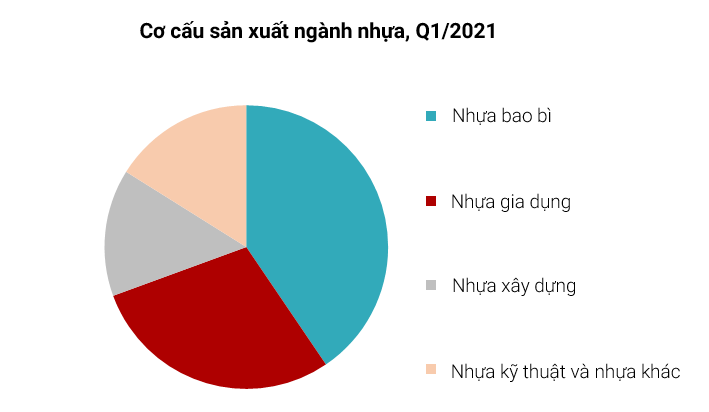 Cơ cấu sản xuất ngành nhựa, Q1/2021
Nhựa bao bì
Nhựa gia dụng
Nhựa xây dựng
Nhựa kỹ thuật và nhựa khác